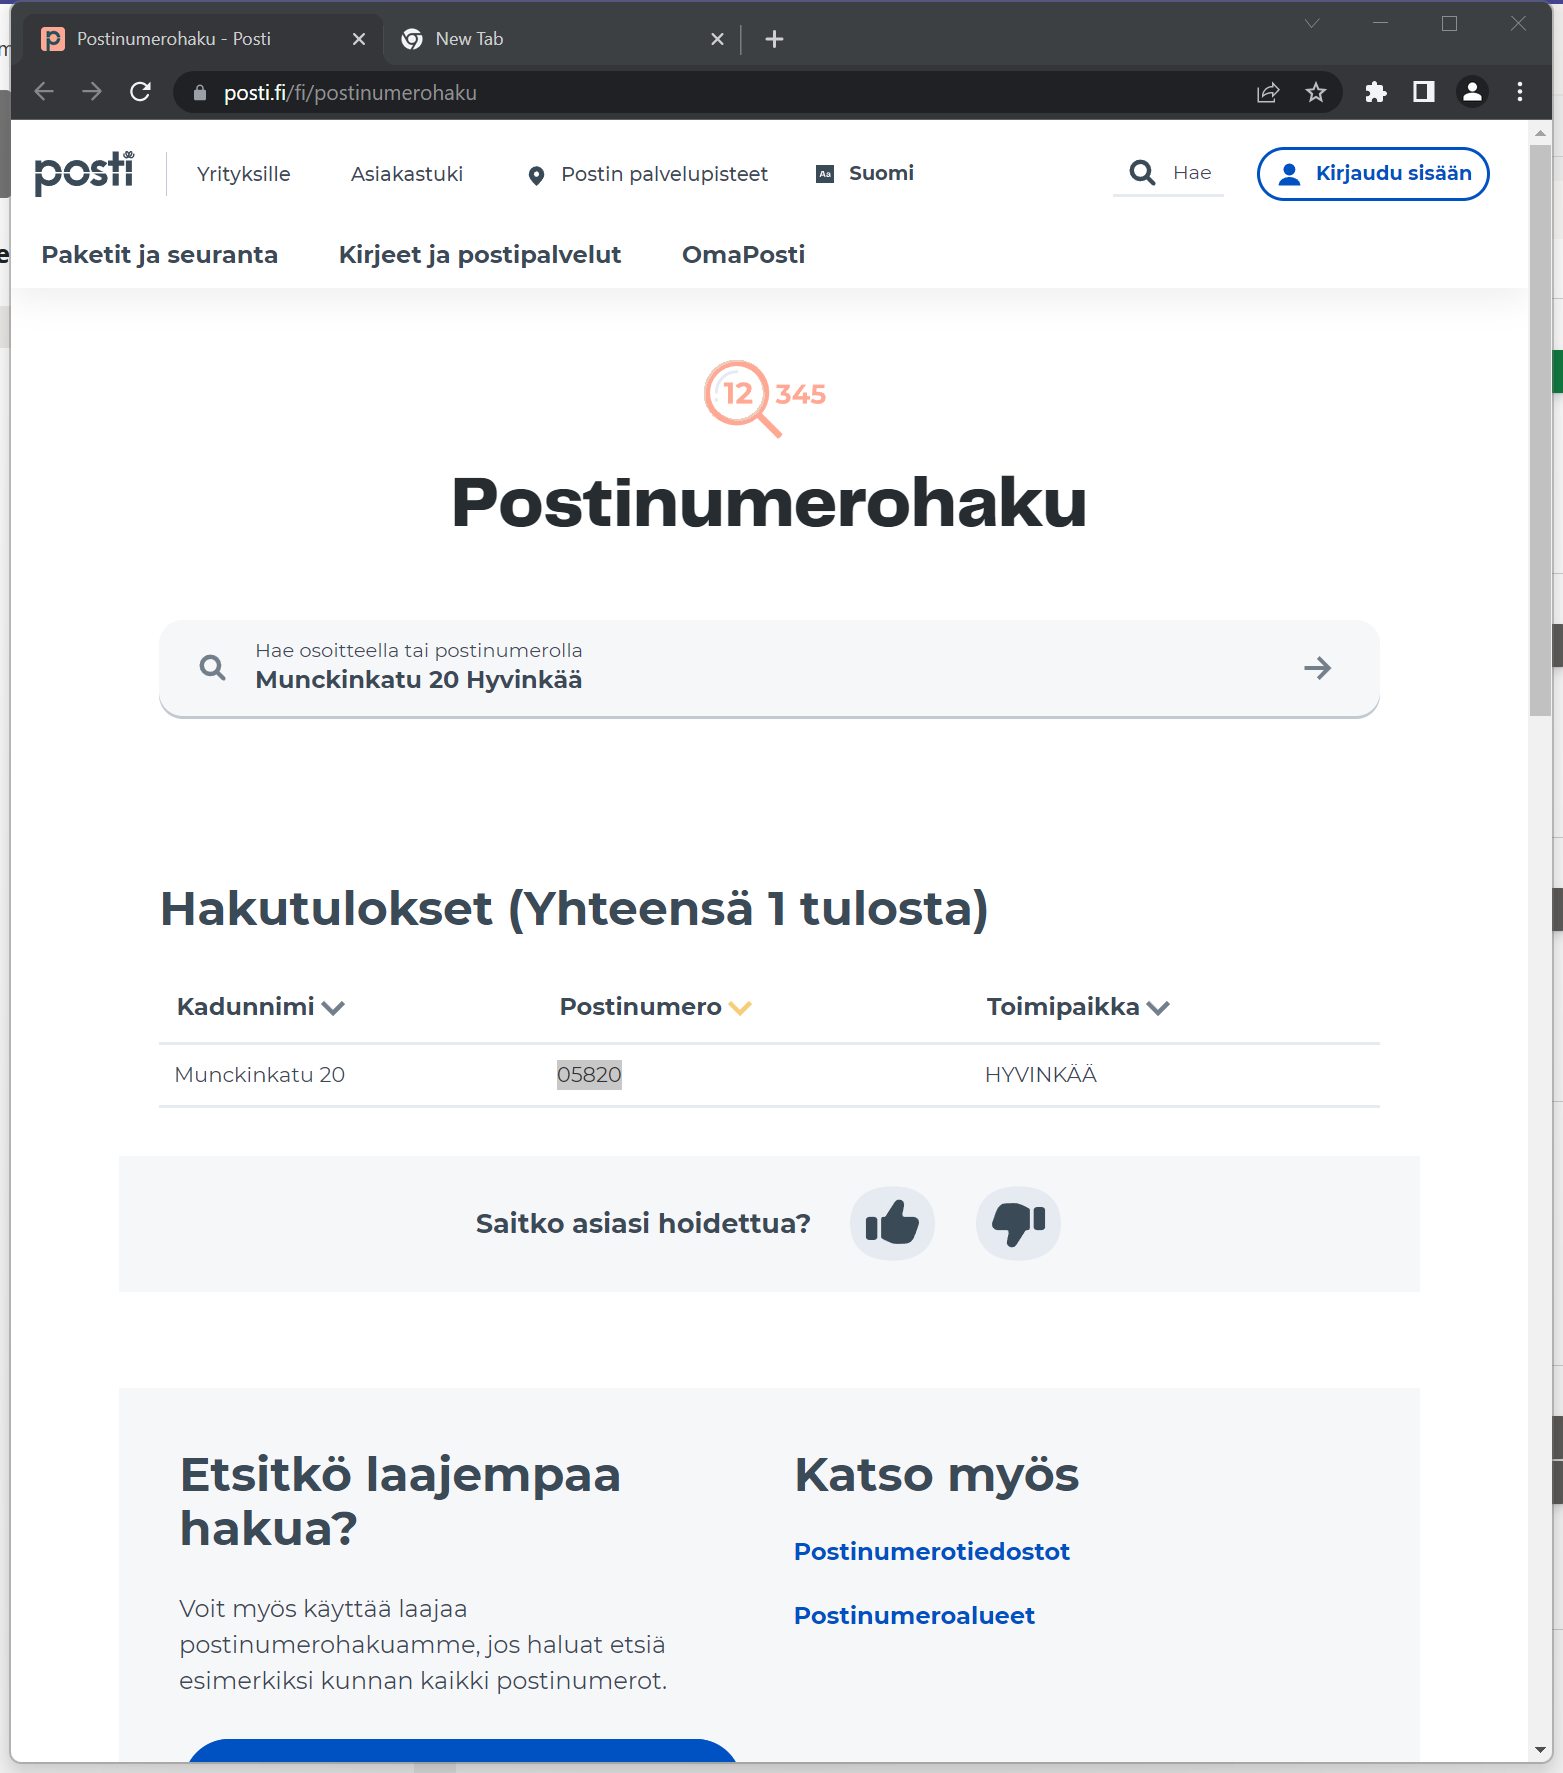 Postinumerohaku - Posti
New Tab
posti.fi/fi/postinumerohaku
posti
Yrityksille
Asiakastuki
Postin palvelupisteet
Aa
Suomi
Hae
Kirjaudu sisään
Paketit ja seuranta
Kirjeet ja postipalvelut
OmaPosti
12 345
Postinumerohaku
Hae osoitteella tai postinumerolla
Munckinkatu 20 Hyvinkää
Hakutulokset (Yhteensä 1 tulosta)
Kadunnimi
Postinumero
Toimipaikka
Munckinkatu 20
05820
HYVINKÄÄ
Saitko asiasi hoidettua?
Etsitkö laajempaa
hakua?
Voit myös käyttää laajaa
postinumerohakuamme, jos haluat etsiä
esimerkiksi kunnan kaikki postinumerot.
Katso myös
Postinumerotiedostot
Postinumeroalueet